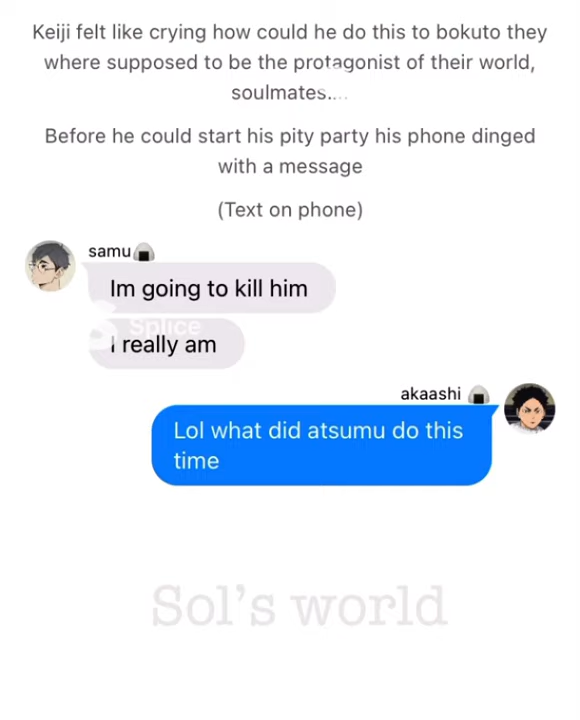 Keiji felt like crying how could he do this to bokuto they
where supposed to be the protagonist of their world,
soulmates.....
Before he could start his pity party his phone dinged
with a message
(Text on phone)
samu🍙
Im going to kill him
Splice
I really am
akaashi 🍙
Lol what did atsumu do this
time
Sol's world